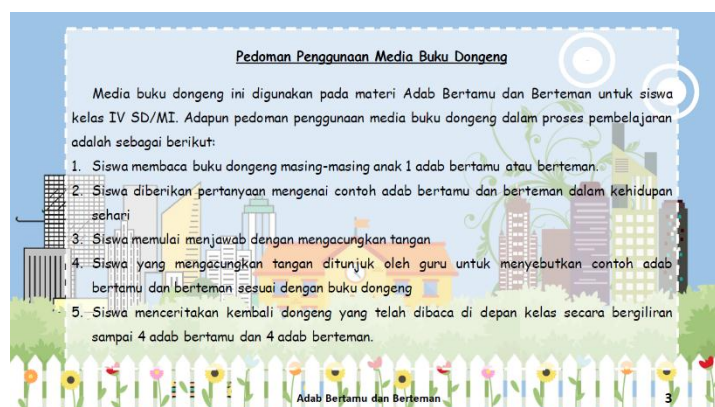 Pedoman Penggunaan Media Buku Dongeng
Media buku dongeng ini digunakan pada materi Adab Bertamu dan Berteman untuk siswa
kelas IV SD/MI. Adapun pedoman penggunaan media buku dongeng dalam proses pembelajaran
adalah sebagai berikut:
1. Siswa membaca buku dongeng masing-masing anak 1 adab bertamu atau berteman.
2. Siswa diberikan pertanyaan mengenai contoh adab bertamu dan berteman dalam kehidupan
sehari
3. Siswa memulai menjawab dengan mengacungkan tangan
4. Siswa yang mengacungkan tangan ditunjuk oleh guru untuk menyebutkan contoh adab
bertamu dan berteman sesuai dengan buku dongeng
5. Siswa menceritakan kembali dongeng yang telah dibaca di depan kelas secara bergiliran
sampai 4 adab bertamu dan 4 adab berteman.
Adab Bertamu dan Berteman 3